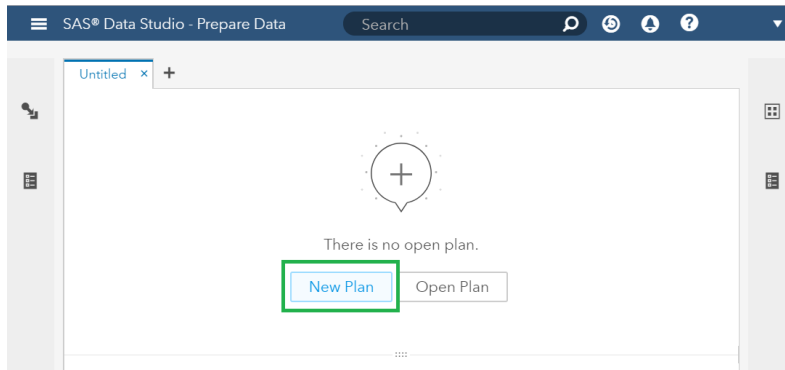 SAS® Data Studio - Prepare Data Search
Untitled × +
There is no open plan.
New Plan Open Plan